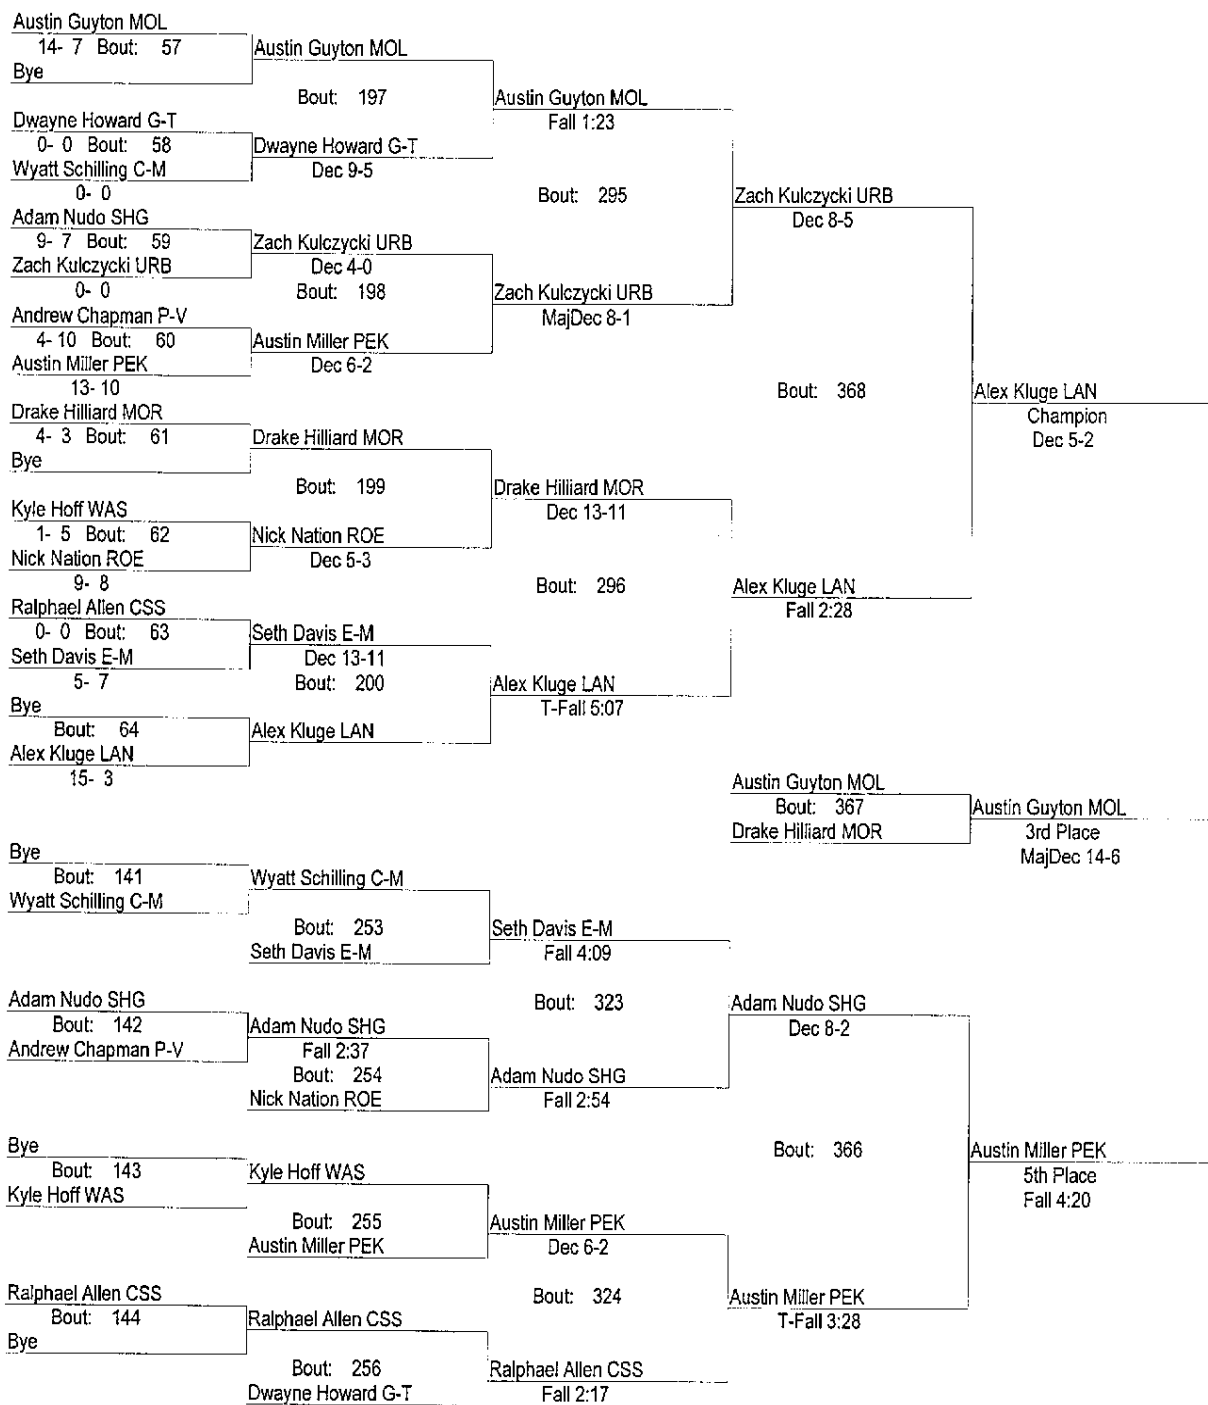 Austin Guyton MOL
14- 7 Bout: 57
Bye
Austin Guyton MOL
Bout: 197
Austin Guyton MOL
Fall 1:23
Dwayne Howard G-T
0- 0 Bout: 58
Wyatt Schilling C-M
0- 0
Dwayne Howard G-T
Dec 9-5
Bout: 295
Zach Kulczycki URB
Dec 8-5
Adam Nudo SHG
9- 7 Bout: 59
Zach Kulczycki URB
0- 0
Zach Kulczycki URB
Dec 4-0
Bout: 198
Zach Kulczycki URB
MajDec 8-1
Andrew Chapman P-V
4- 10 Bout: 60
Austin Miller PEK
13- 10
Austin Miller PEK
Dec 6-2
Bout: 368
Alex Kluge LAN
Champion
Dec 5-2
Drake Hilliard MOR
4- 3 Bout: 61
Bye
Drake Hilliard MOR
Bout: 199
Drake Hilliard MOR
Dec 13-11
Kyle Hoff WAS
1- 5 Bout: 62
Nick Nation ROE
9- 8
Nick Nation ROE
Dec 5-3
Bout: 296
Alex Kluge LAN
Fall 2:28
Ralphael Allen CSS
0- 0 Bout: 63
Seth Davis E-M
5- 7
Seth Davis E-M
Dec 13-11
Bout: 200
Alex Kluge LAN
T-Fall 5:07
Bye
Bout: 64
Alex Kluge LAN
15- 3
Alex Kluge LAN
Austin Guyton MOL
Bout: 367
Drake Hilliard MOR
Austin Guyton MOL
3rd Place
MajDec 14-6
Bye
Bout: 141
Wyatt Schilling C-M
Wyatt Schilling C-M
Bout: 253
Seth Davis E-M
Seth Davis E-M
Fall 4:09
Adam Nudo SHG
Bout: 142
Andrew Chapman P-V
Adam Nudo SHG
Fall 2:37
Bout: 254
Nick Nation ROE
Bout: 323
Adam Nudo SHG
Fall 2:54
Adam Nudo SHG
Dec 8-2
Bye
Bout: 143
Kyle Hoff WAS
Kyle Hoff WAS
Bout: 255
Austin Miller PEK
Austin Miller PEK
Dec 6-2
Bout: 366
Austin Miller PEK
5th Place
Fall 4:20
Ralphael Allen CSS
Bout: 144
Bye
Ralphael Allen CSS
Bout: 256
Dwayne Howard G-T
Bout: 324
Ralphael Allen CSS
Fall 2:17
Austin Miller PEK
T-Fall 3:28